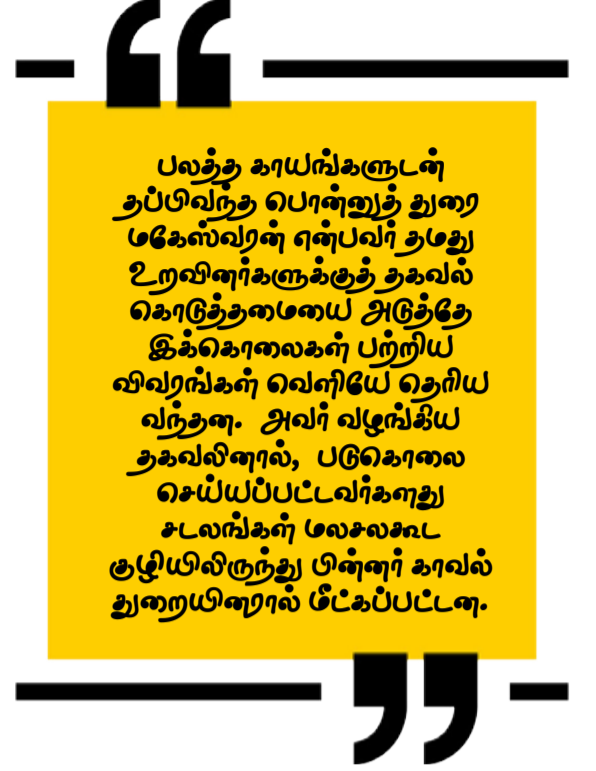 பலத்த காயங்களுடன்
தப்பிவந்த பொன்னுத் துரை
மகேஸ்வரன் என்பவர் தமது
உறவினர்களுக்குத் தகவல்
கொடுத்தமையை அடுத்தே
இக்கொலைகள் பற்றிய
விவரங்கள் வெளியே தெரிய
வந்தன. அவர் வழங்கிய
தகவலினால், படுகொலை
செய்யப்பட்டவர்களது
சடலங்கள் மலசலகூட
குழியிலிருந்து பின்னர் காவல்
துறையினரால் மீட்கப்பட்டன.